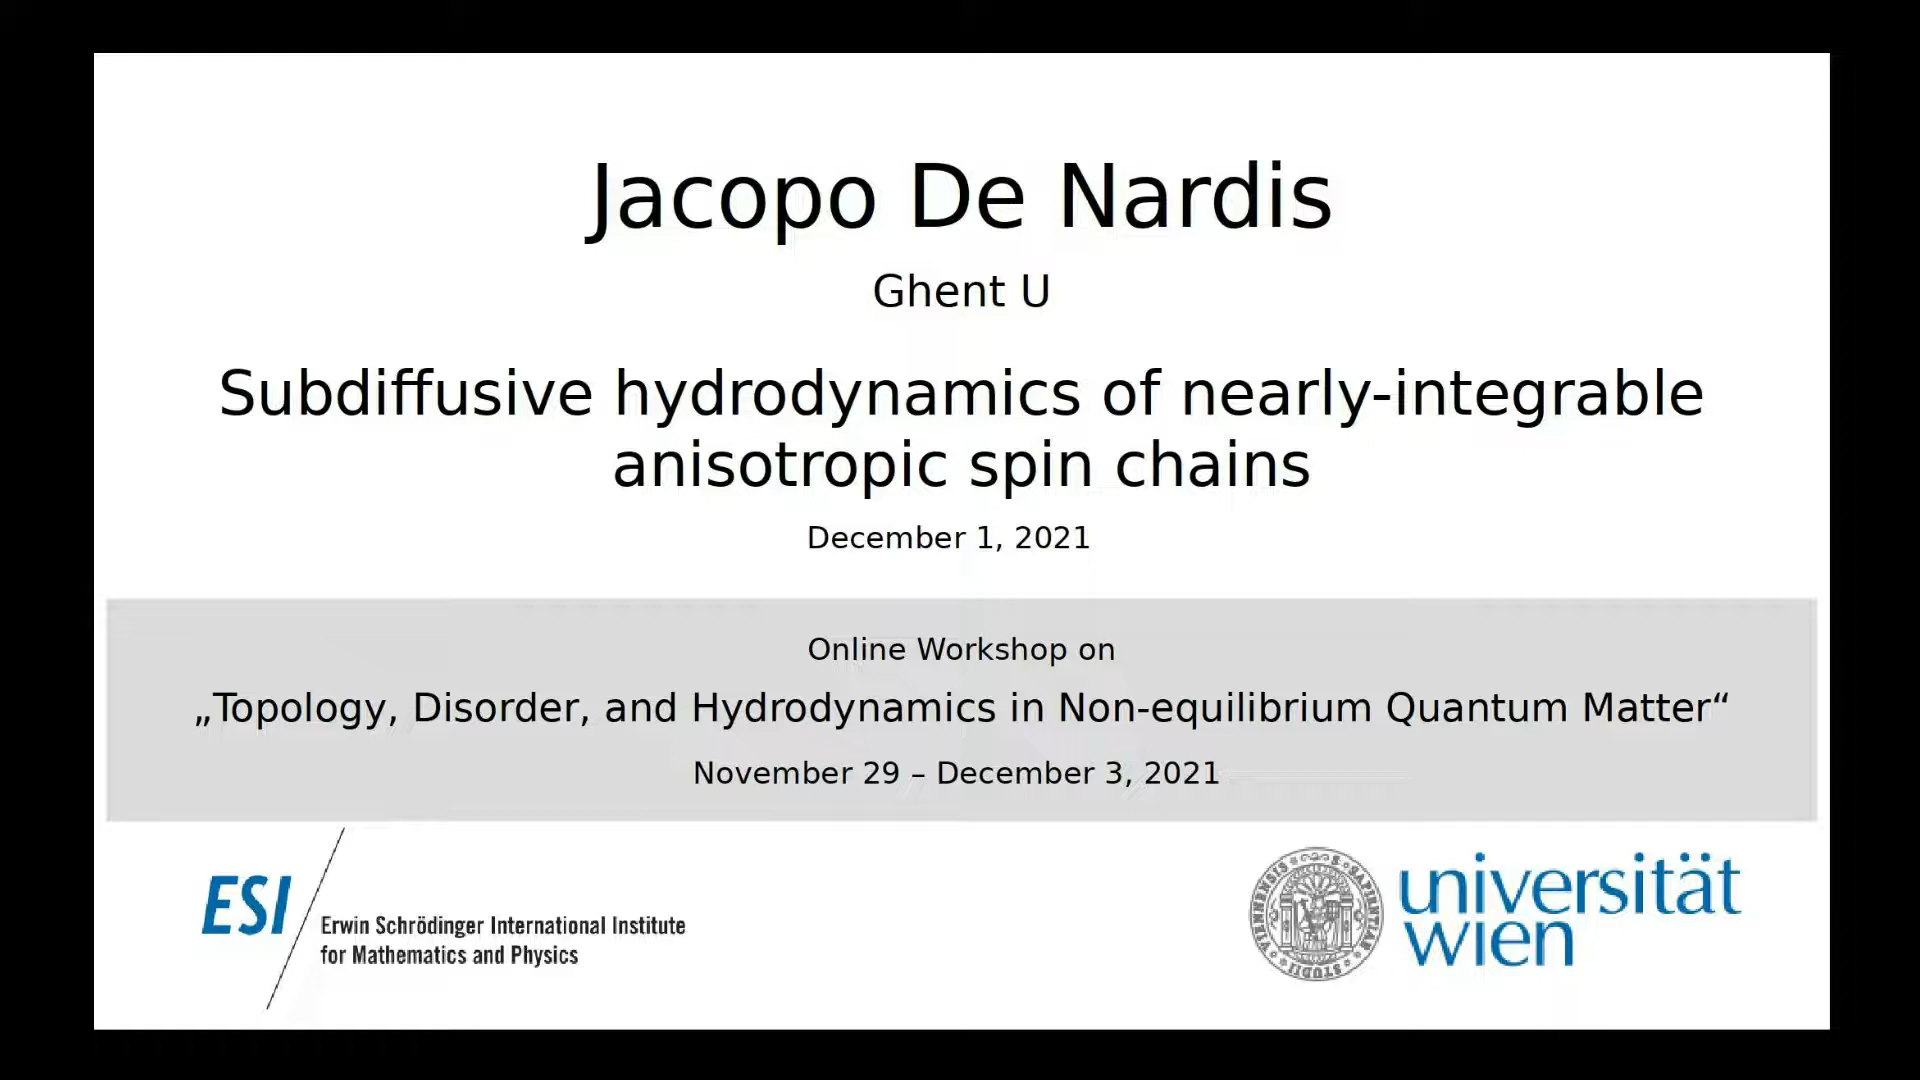 Jacopo De Nardis
Ghent U
Subdiffusive hydrodynamics of nearly-integrable
anisotropic spin chains
December 1, 2021
Online Workshop on
„Topology, Disorder, and Hydrodynamics in Non-equilibrium Quantum Matter“
November 29 – December 3, 2021
ESI
Erwin Schrödinger International Institute
for Mathematics and Physics
universität
wien